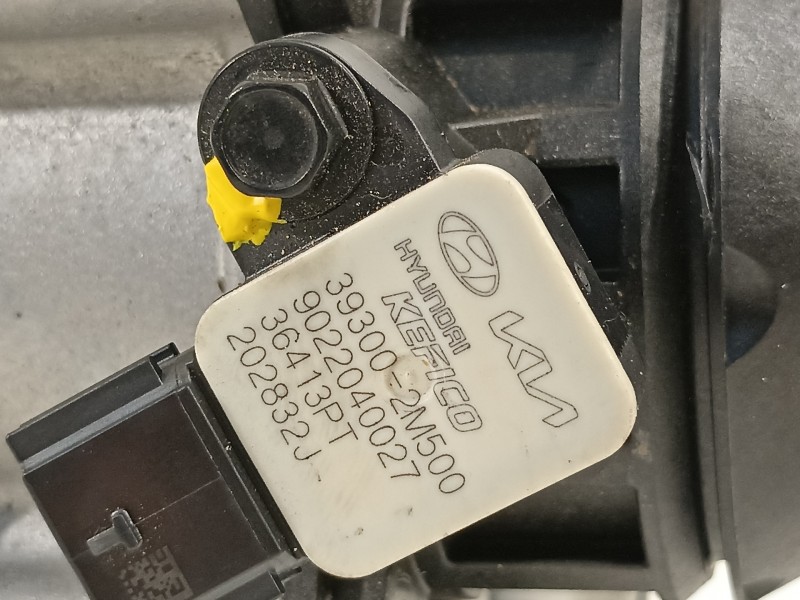 KIA
HYUNDAI
KEFICO
39300-2M500
9022040027
36413PT
202832J